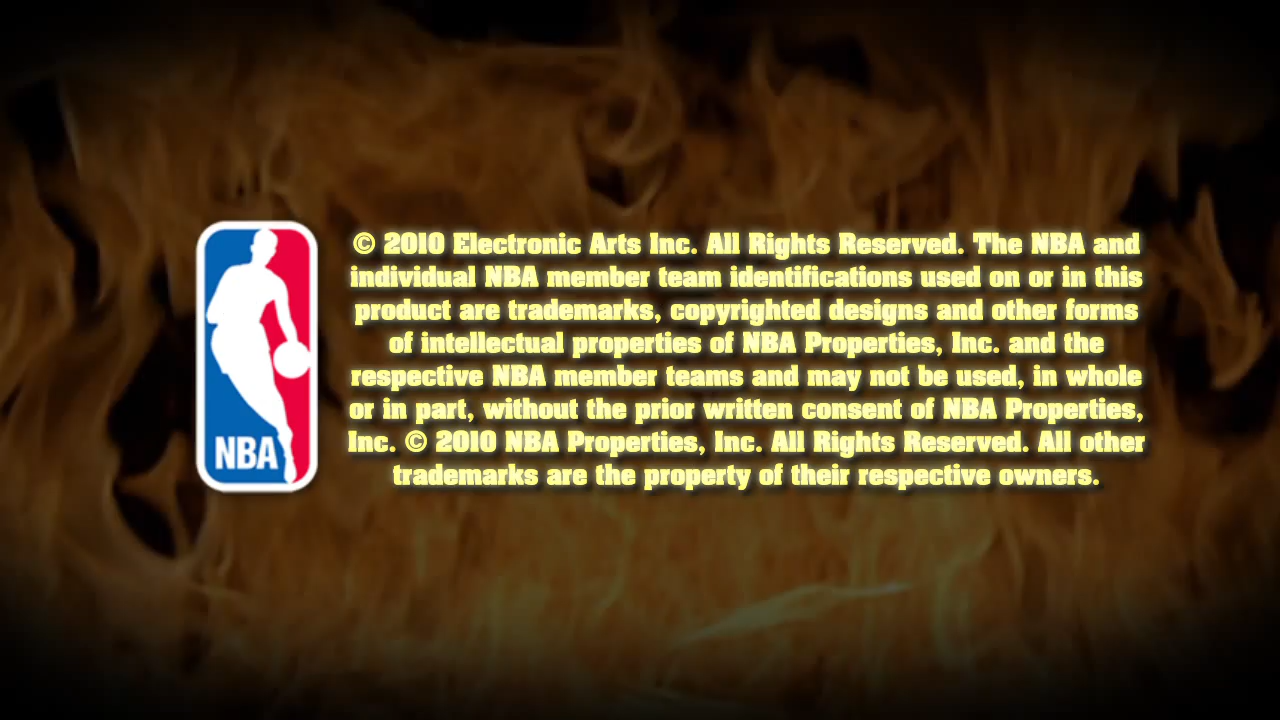 NBA
© 2010 Electronic Arts Inc. All Rights Reserved. The NBA and
individual NBA member team identifications used on or in this
product are trademarks, copyrighted designs and other forms
of intellectual properties of NBA Properties, Inc. and the
respective NBA member teams and may not be used, in whole
or in part, without the prior written consent of NBA Properties,
Inc. © 2010 NBA Properties, Inc. All Rights Reserved. All other
trademarks are the property of their respective owners.